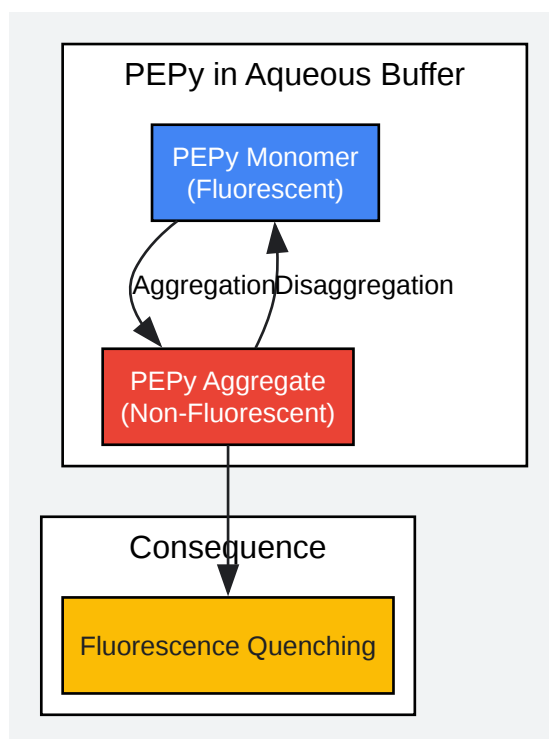 PEPy in Aqueous Buffer
PEPy Monomer
(Fluorescent)
Aggregation
Disaggregation
PEPy Aggregate
(Non-Fluorescent)
Consequence
Fluorescence Quenching